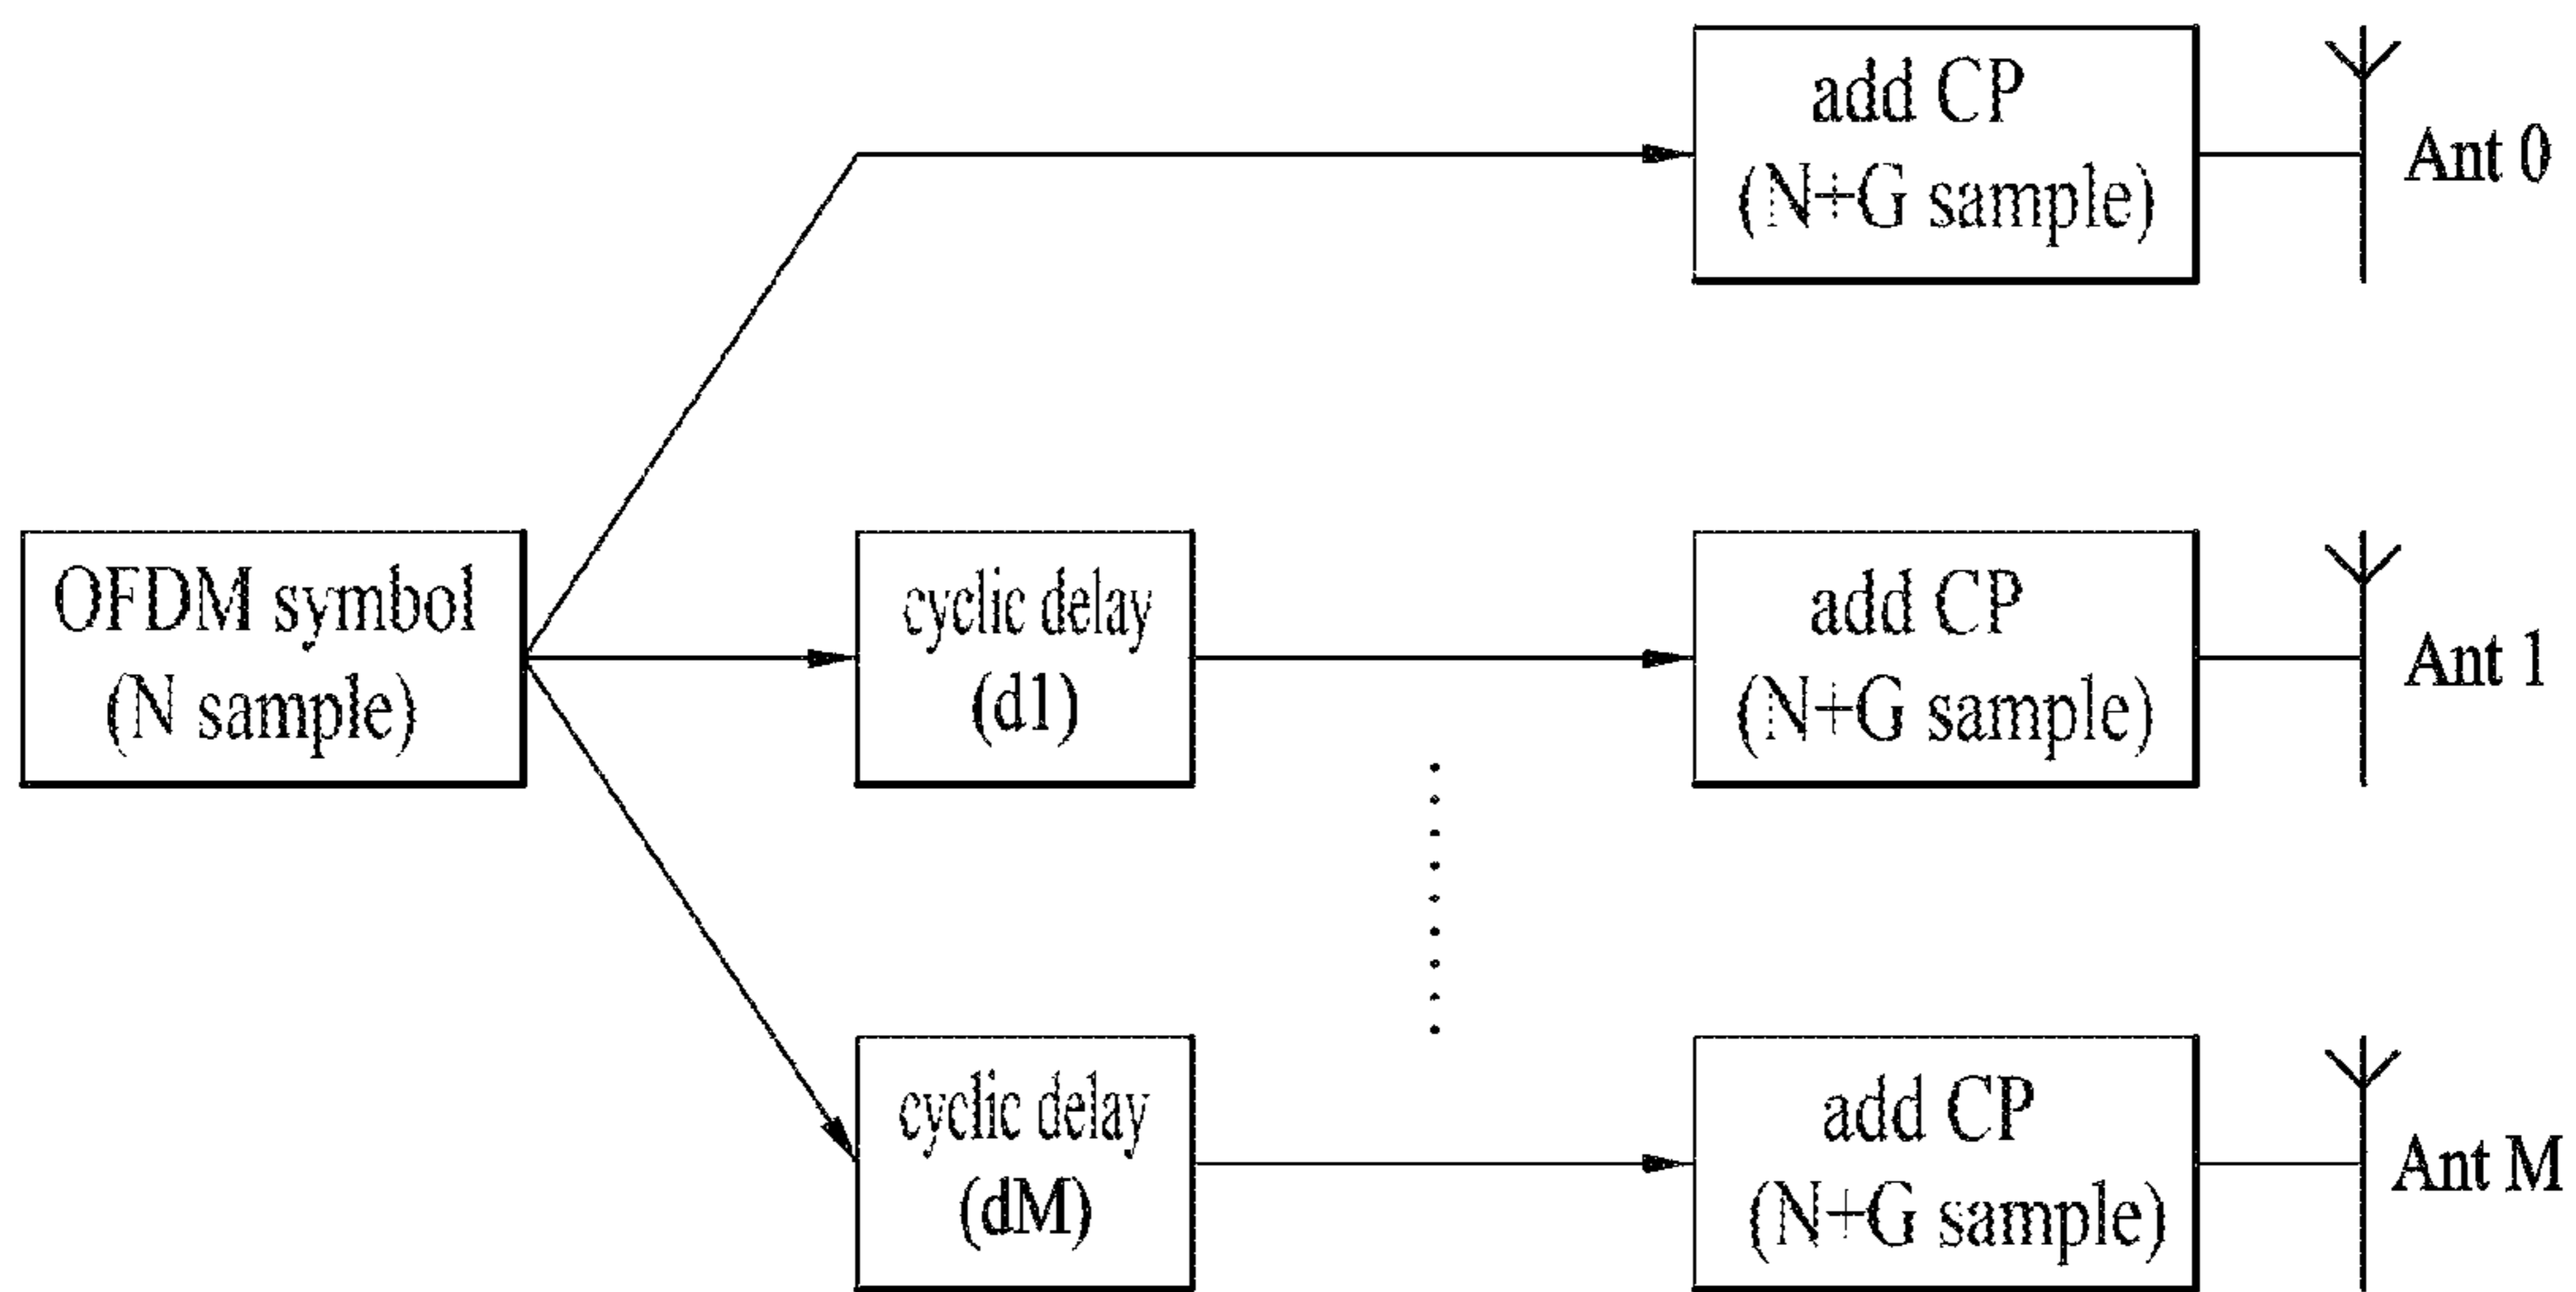 add CP
(N+G sample)
Ant 0
OFDM symbol
(N sample)
cyclic delay
(d1)
add CP
(N+G sample)
Ant 1
cyclic delay
(dM)
add CP
(N+G sample)
Ant M